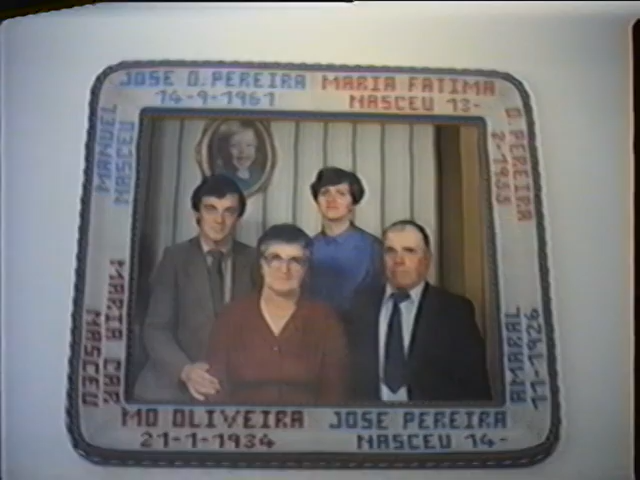 JOSE O. PEREIRA
14-9-1961
MARIA FATIMA
NASCEU 13-
O. PEREIRA
2-1955
AMARAL
11-1926
JOSE PEREIRA
NASCEU 14-
MO OLIVEIRA
21-1-1934
MARIA CAR
NASCEU
MANUEL
NASCEU